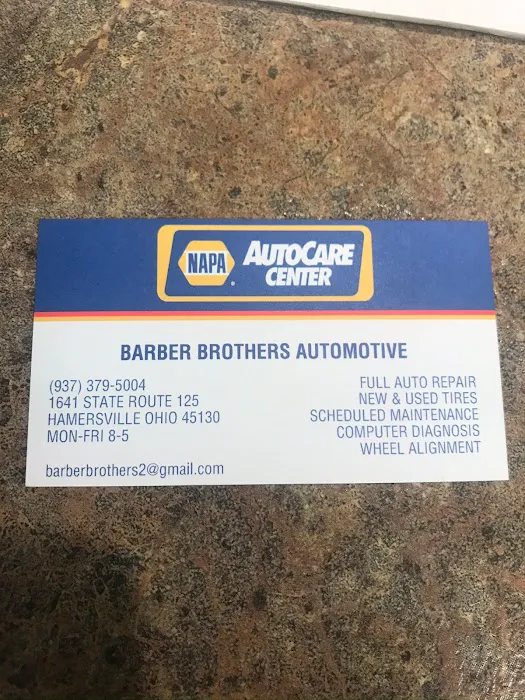 NAPA
AUTOCARE
CENTER
BARBER BROTHERS AUTOMOTIVE
(937) 379-5004
1641 STATE ROUTE 125
HAMERSVILLE OHIO 45130
MON-FRI 8-5
barberbrothers2@gmail.com
FULL AUTO REPAIR
NEW & USED TIRES
SCHEDULED MAINTENANCE
COMPUTER DIAGNOSIS
WHEEL ALIGNMENT